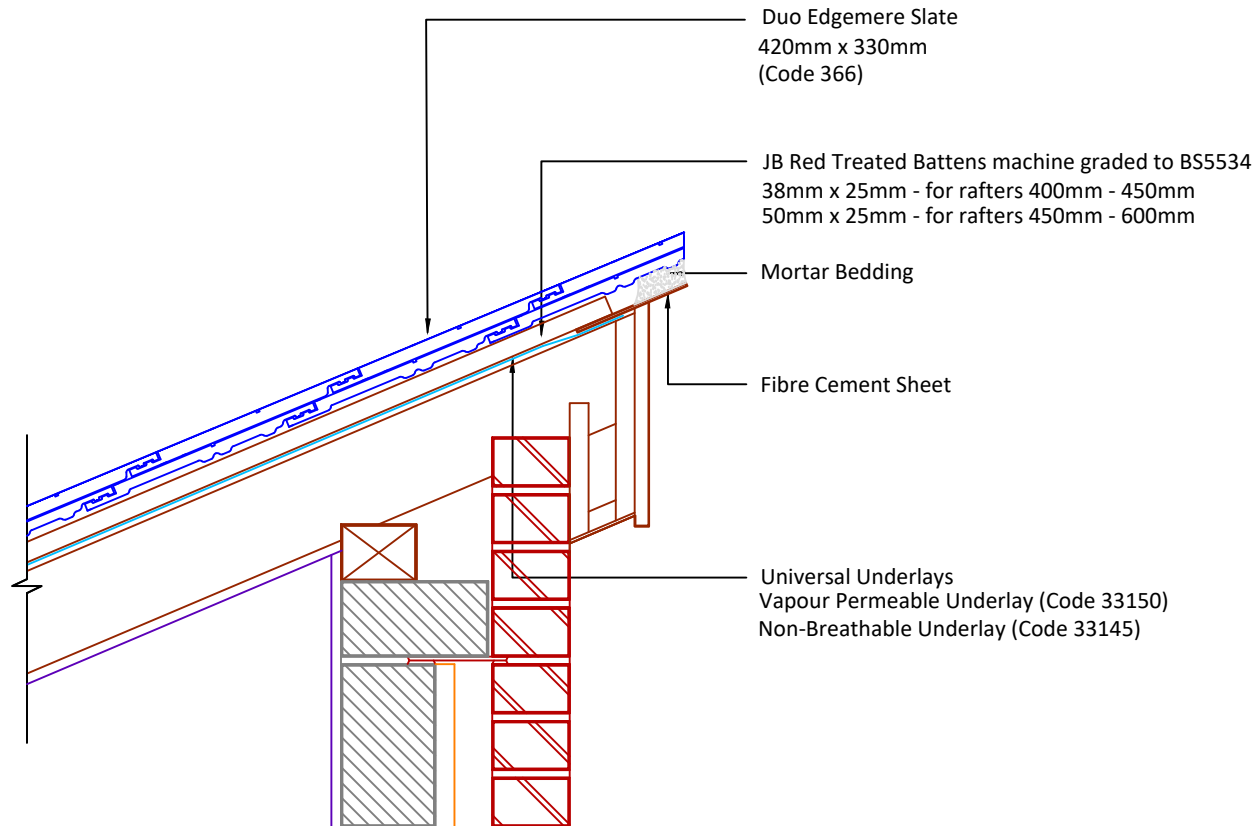 Duo Edgemere Slate
420mm x 330mm
(Code 366)
JB Red Treated Battens machine graded to BS5534
38mm x 25mm - for rafters 400mm - 450mm
50mm x 25mm - for rafters 450mm - 600mm
Mortar Bedding
Fibre Cement Sheet
Universal Underlays
Vapour Permeable Underlay (Code 33150)
Non-Breathable Underlay (Code 33145)